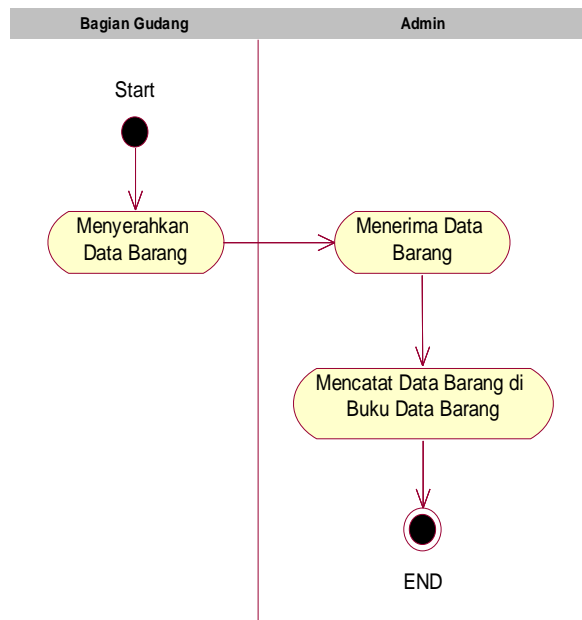 Bagian Gudang
Admin
Start
Menyerahkan
Data Barang
Menerima Data
Barang
Mencatat Data Barang di
Buku Data Barang
END